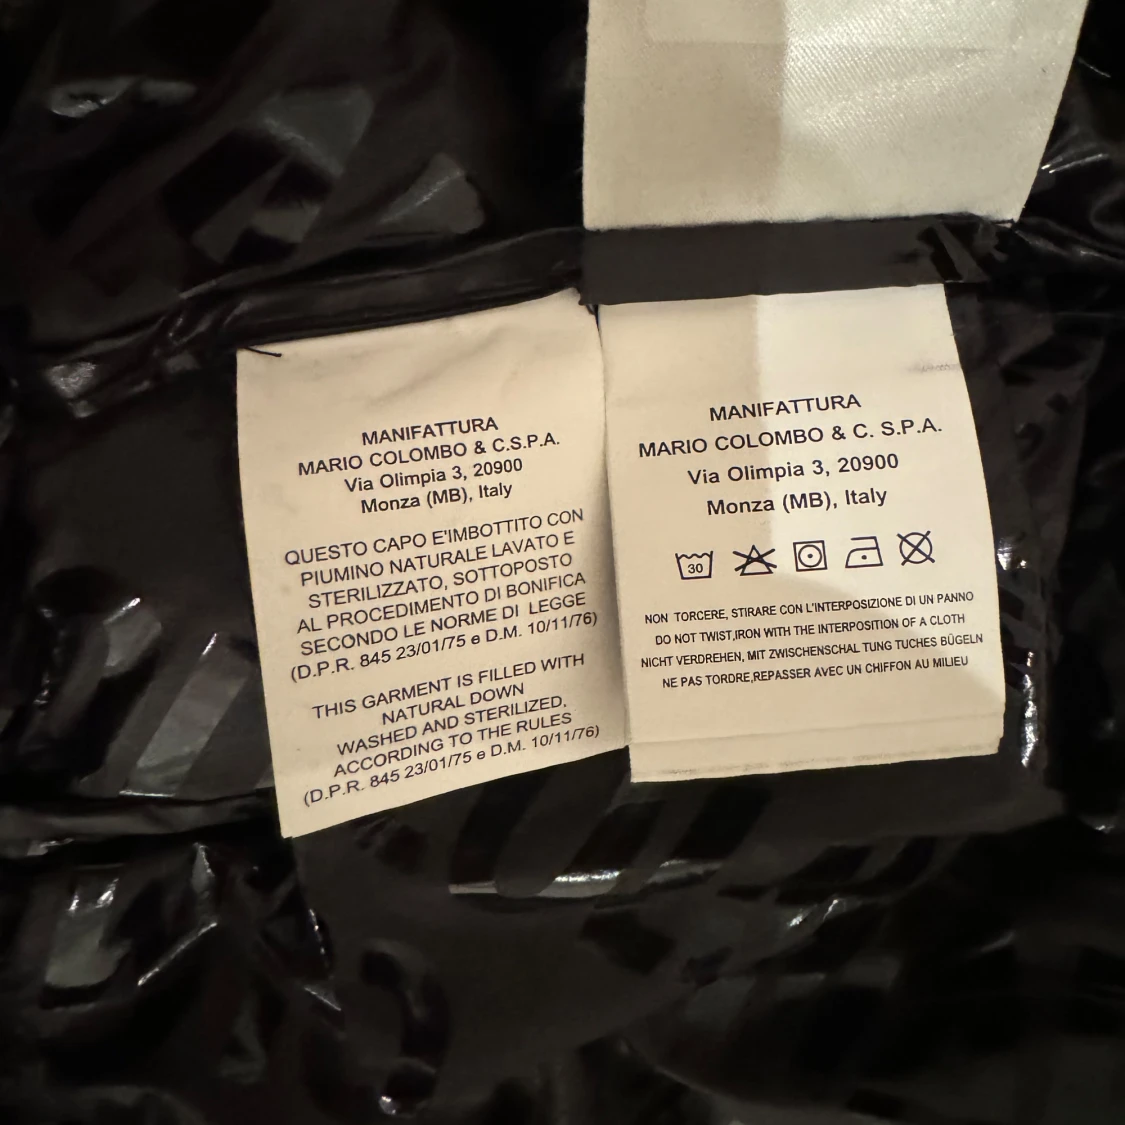 MANIFATTURA
MARIO COLOMBO & C.S.P.A.
Via Olimpia 3, 20900
Monza (MB), Italy
QUESTO CAPO E'IMBOTTITO CON
PIUMINO NATURALE LAVATO E
STERILIZZATO, SOTTOPOSTO
AL PROCEDIMENTO DI BONIFICA
SECONDO LE NORME DI LEGGE
(D.P.R. 845 23/01/75 e D.M. 10/11/76)
THIS GARMENT IS FILLED WITH
NATURAL DOWN
WASHED AND STERILIZED,
ACCORDING TO THE RULES
(D.P.R. 845 23/01/75 e D.M. 10/11/76)
MANIFATTURA
MARIO COLOMBO & C. S.P.A.
Via Olimpia 3, 20900
Monza (MB), Italy
30
NON TORCERE, STIRARE CON L'INTERPOSIZIONE DI UN PANNO
DO NOT TWIST,IRON WITH THE INTERPOSITION OF A CLOTH
NICHT VERDREHEN, MIT ZWISCHENSCHAL TUNG TUCHES BÜGELN
NE PAS TORDRE,REPASSER AVEC UN CHIFFON AU MILIEU